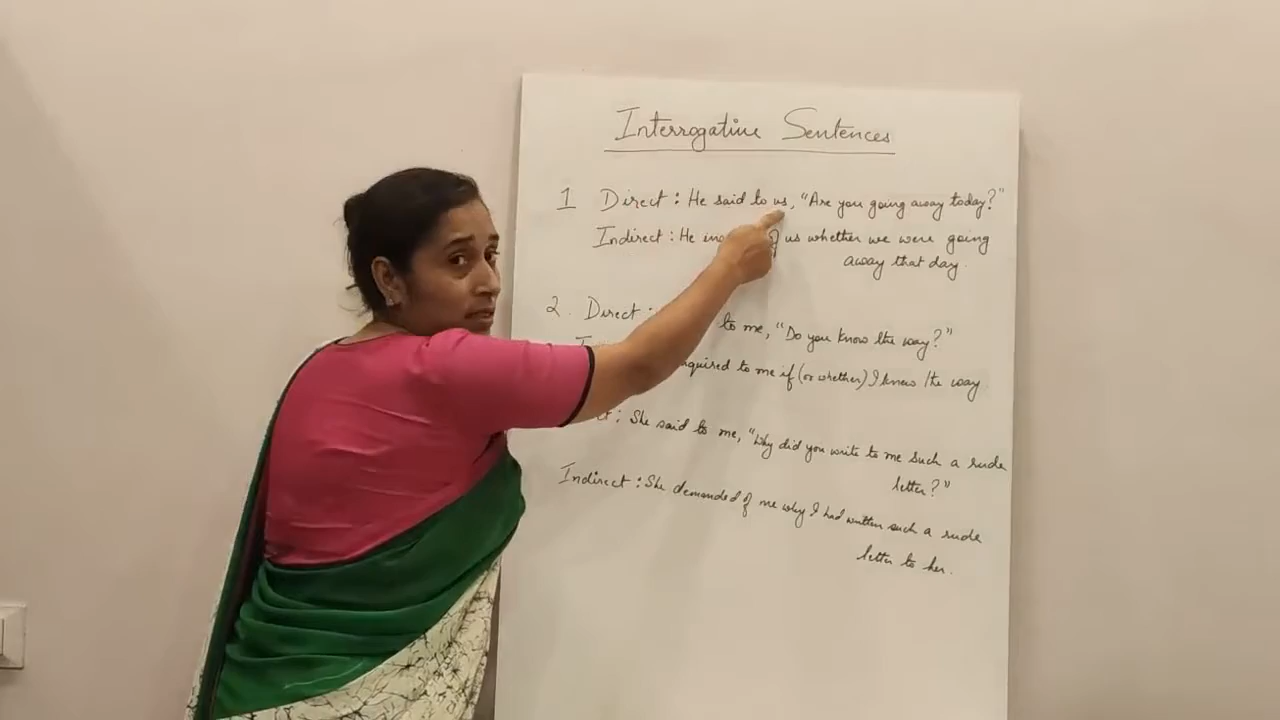 Interrogative Sentences
1 Direct : He said to us, "Are you going away today?"
Indirect : He us whether we were going
away that day.
2. Direct : to me, "Do you know the way?"
to me if (or whether) I knew the way.
: She said to me, "Why did you write to me such a rude
letter?"
Indirect : She demanded of me why I had written such a rude
letter to her.